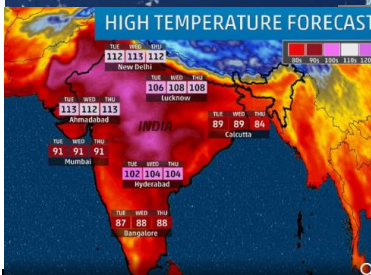 HIGH TEMPERATURE FORECAST
80s 90s 100s 110s 120
TUE WED THU
112 113 112
New Delhi
TUE WED THU
106 108 108
Lucknow
TUE WED THU
113 112 113
Ahmadabad
TUE WED THU
89 89 84
Calcutta
TUE WED THU
91 91 91
Mumbai
INDIA
TUE WED THU
102 104 104
Hyderabad
TUE WED THU
87 88 88
Bangalore